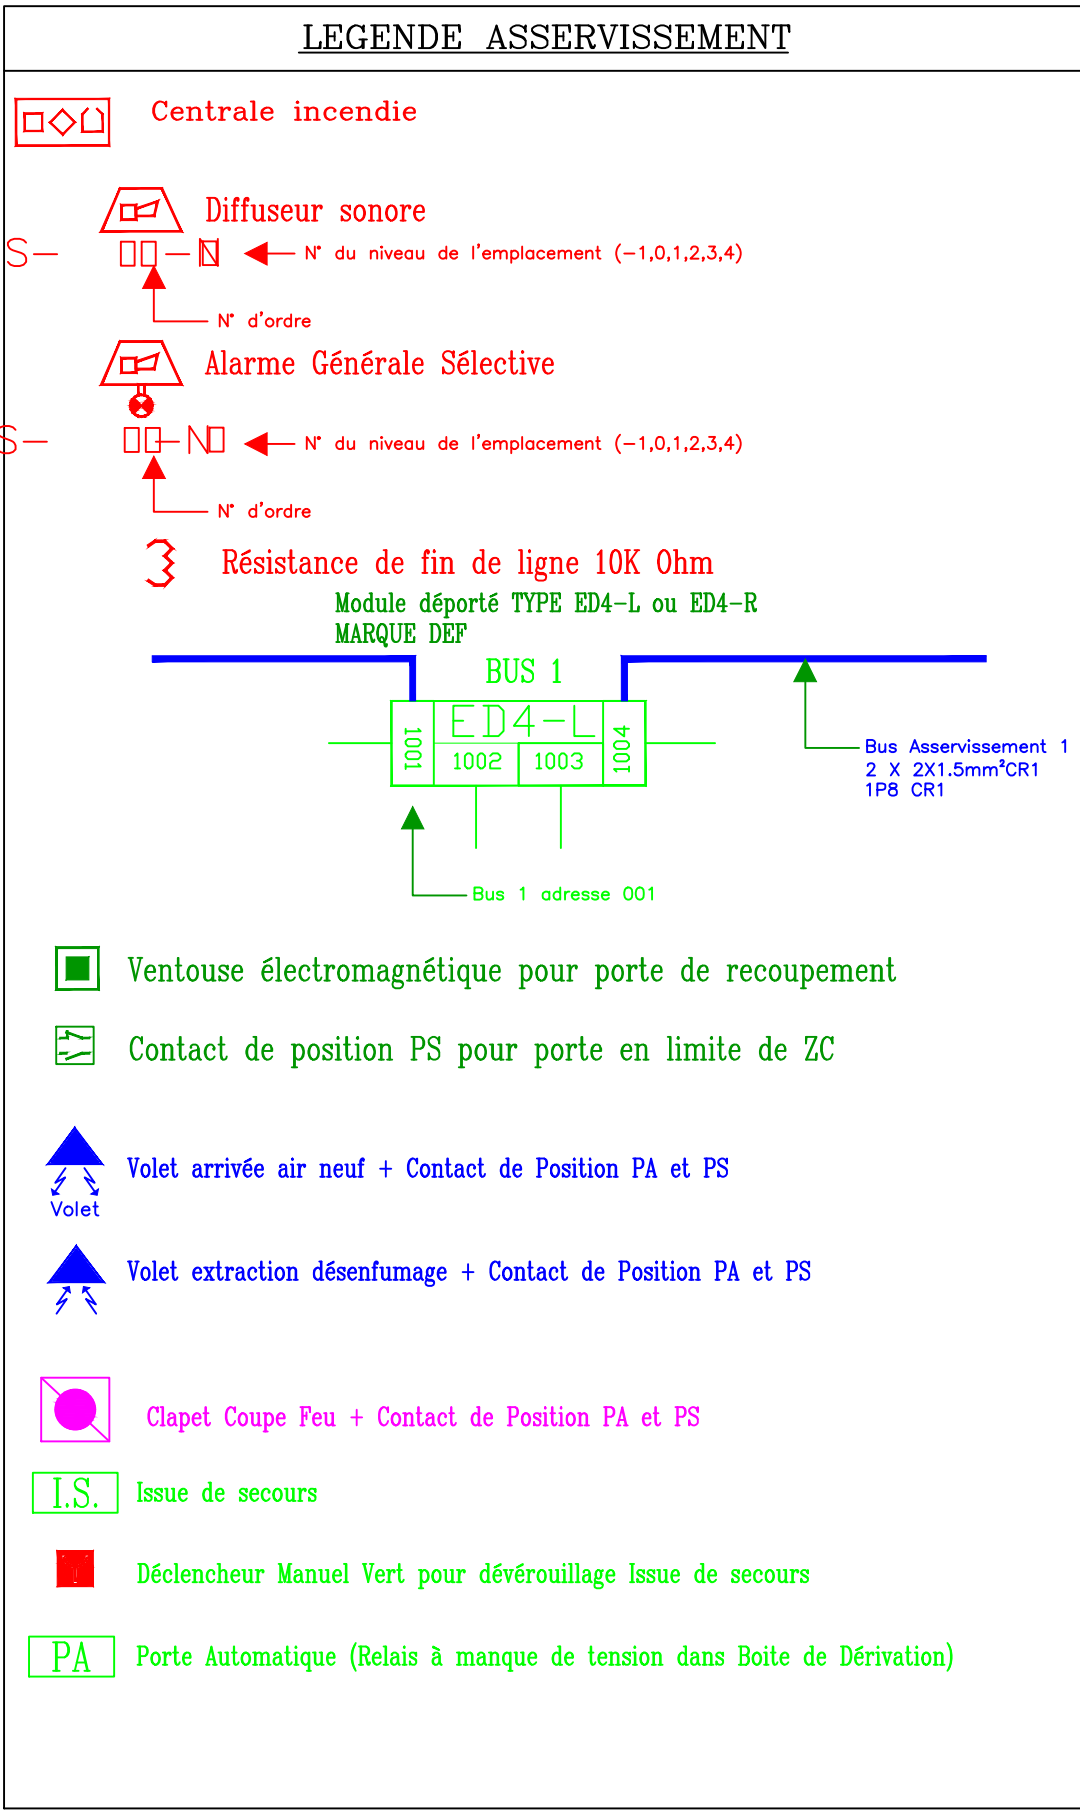 LEGENDE ASSERVISSEMENT
Centrale incendie
Diffuseur sonore
S- □□-N□
N° du niveau de l'emplacement (-1,0,1,2,3,4)
N° d'ordre
Alarme Générale Sélective
S- □□-N□
N° du niveau de l'emplacement (-1,0,1,2,3,4)
N° d'ordre
Résistance de fin de ligne 10K Ohm
Module déporté TYPE ED4-L ou ED4-R
MARQUE DEF
BUS 1
ED4-L
1001
1002
1003
1004
Bus Asservissement 1
2 X 2X1.5mm²CR1
1P8 CR1
Bus 1 adresse 001
Ventouse électromagnétique pour porte de recoupement
Contact de position PS pour porte en limite de ZC
Volet arrivée air neuf + Contact de Position PA et PS
Volet
Volet extraction désenfumage + Contact de Position PA et PS
Clapet Coupe Feu + Contact de Position PA et PS
I.S. Issue de secours
Déclencheur Manuel Vert pour dévérouillage Issue de secours
PA Porte Automatique (Relais à manque de tension dans Boite de Dérivation)